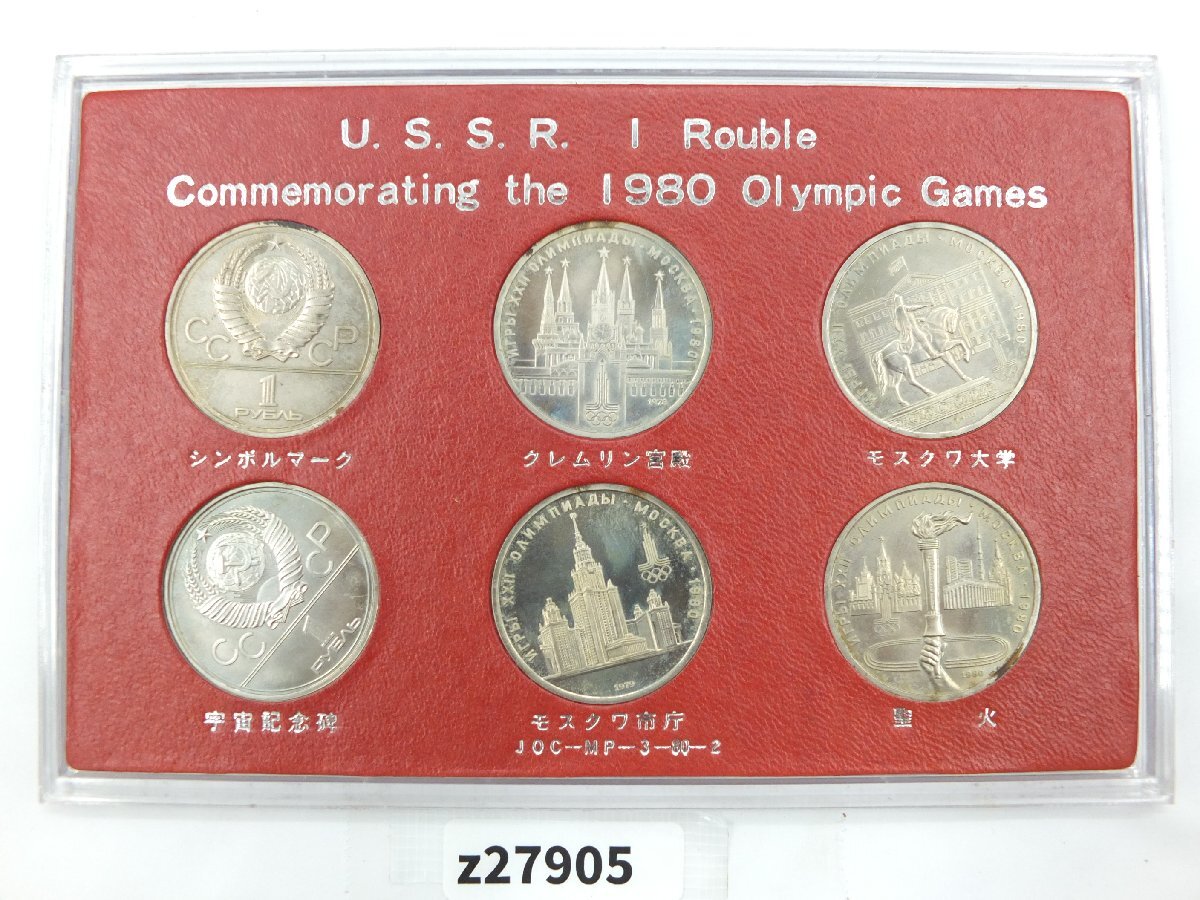 U. S. S. R. 1 Rouble
Commemorating the 1980 Olympic Games
СССР
1
РУБЛЬ
ИГРЫ XXII ОЛИМПИАДЫ · МОСКВА · 1980
1978
ИГРЫ XXII ОЛИМПИАДЫ · МОСКВА · 1980
シンボルマーク
クレムリン宮殿
モスクワ大学
СССР
1
РУБЛЬ
ИГРЫ XXII ОЛИМПИАДЫ · МОСКВА · 1980
1979
ИГРЫ XXII ОЛИМПИАДЫ · МОСКВА · 1980
1980
宇宙記念碑
モスクワ市庁
聖火
JOC-MP-3-80-2
z27905